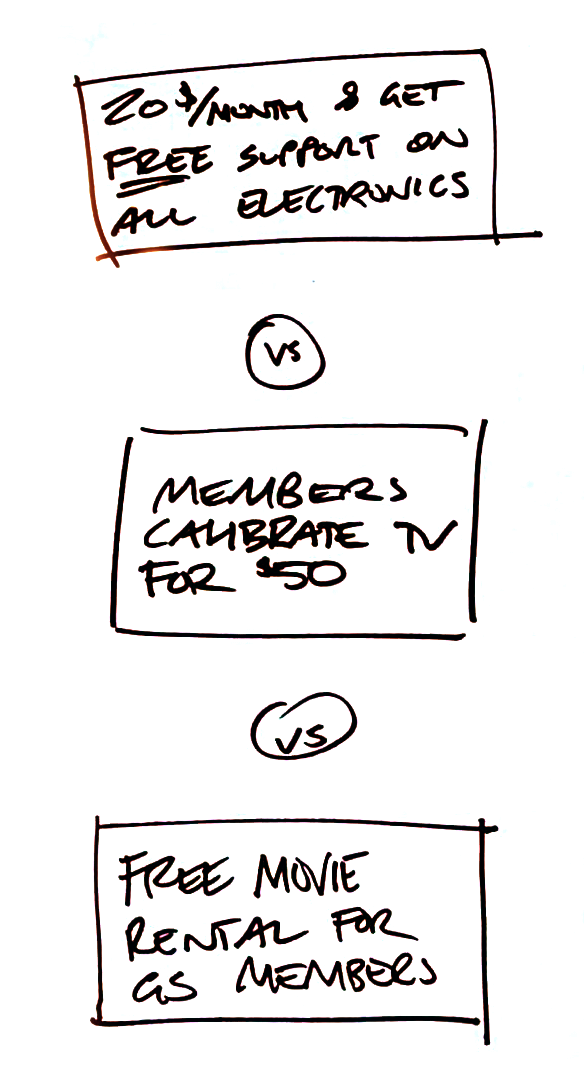 20$/MONTH & GET
FREE SUPPORT ON
ALL ELECTRONICS
VS
MEMBERS
CALIBRATE TV
FOR $50
VS
FREE MOVIE
RENTAL FOR
GS MEMBERS